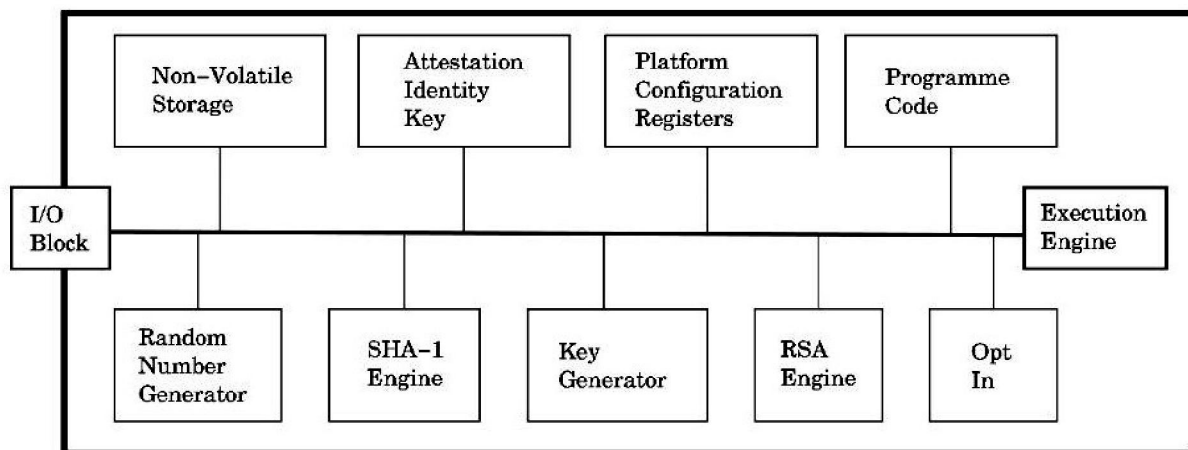 Non-Volatile
Storage
Attestation
Identity
Key
Platform
Configuration
Registers
Programme
Code
I/O
Block
Execution
Engine
Random
Number
Generator
SHA-1
Engine
Key
Generator
RSA
Engine
Opt
In